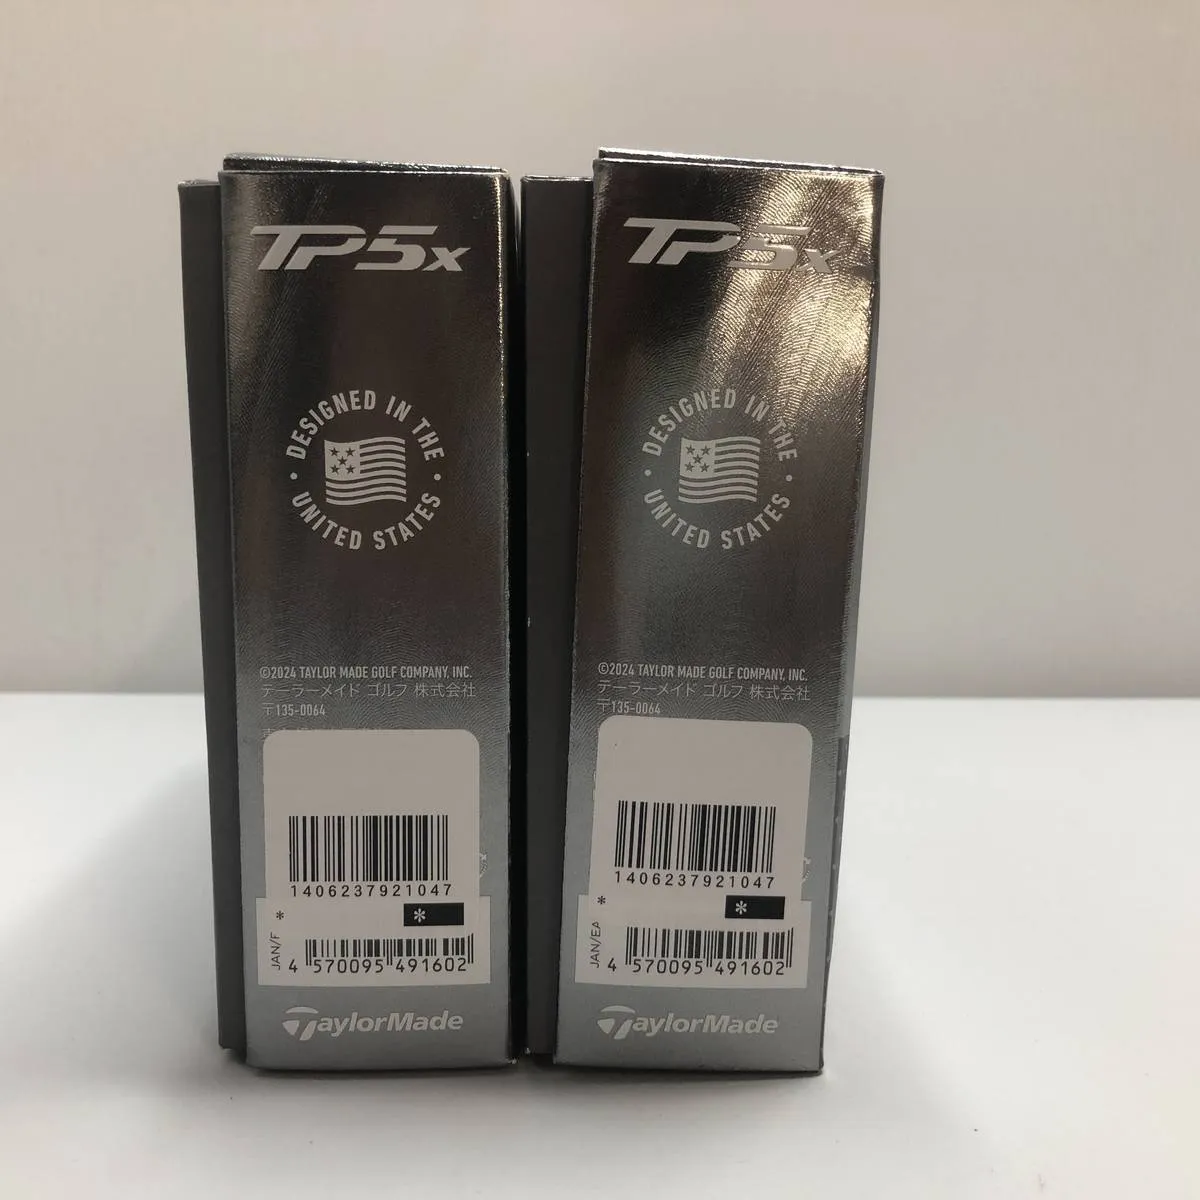 TP5x
DESIGNED IN THE
UNITED STATES
©2024 TAYLOR MADE GOLF COMPANY, INC.
テーラーメイド ゴルフ 株式会社
〒135-0064
1406237921047
*
*
JAN/
4 570095 491602
TaylorMade
TP5x
DESIGNED IN THE
UNITED STATES
©2024 TAYLOR MADE GOLF COMPANY, INC.
テーラーメイド ゴルフ 株式会社
〒135-0064
1406237921047
*
*
JAN/EA
4 570095 491602
TaylorMade